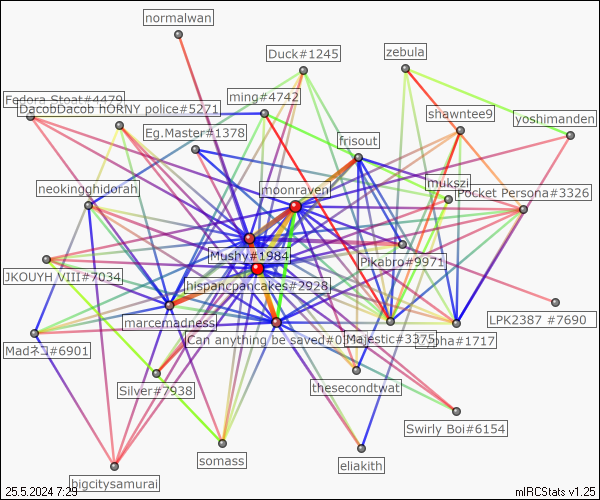 normalwan
Duck#1245
zebula
Fedora Stoat#4479
DacobDacob hORNY police#5271
ming#4742
shawntee9
yoshimanden
Eg.Master#1378
frisout
neokingghidorah
moonraven
mukszi
Pocket Persona#3326
Mushy#1984
Pikabro#9971
JKOUYH VIII#7034
hispancpancakes#2928
marcemadness
LPK2387 #7690
Can anything be saved#0
Majestic#3375
pha#1717
Madネコ#6901
Silver#7938
thesecondtwat
Swirly Boi#6154
somass
eliakith
bigcitysamurai
25.5.2024 7:29
mIRCStats v1.25